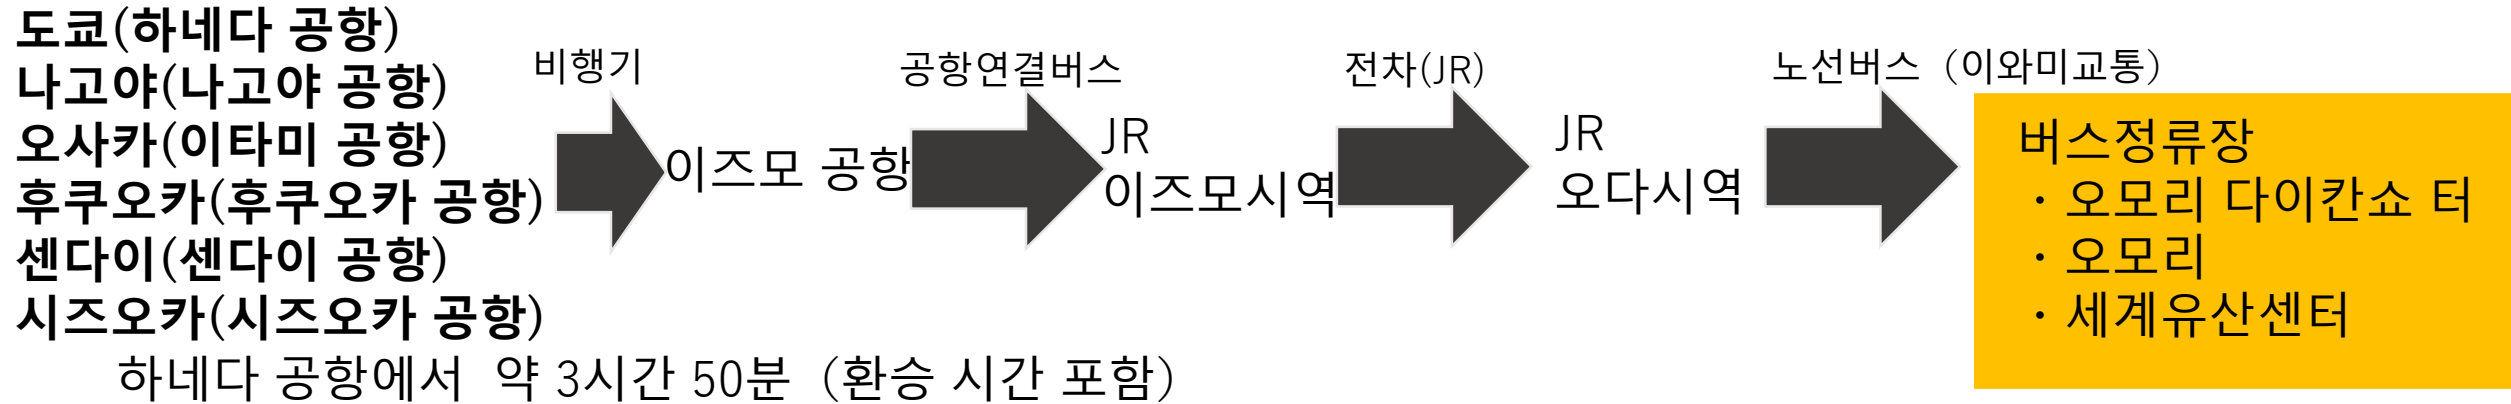 도쿄(하네다 공항)
나고야(나고야 공항)
오사카(이타미 공항)
후쿠오카(후쿠오카 공항)
센다이(센다이 공항)
시즈오카(시즈오카 공항)
비행기
이즈모 공항
공항연결버스
JR
이즈모시역
전차(JR)
JR
오다시역
노선버스 (이와미교통)
버스정류장
・오모리 다이칸쇼 터
・오모리
・세계유산센터
하네다 공항에서 약 3시간 50분 (환승 시간 포함)